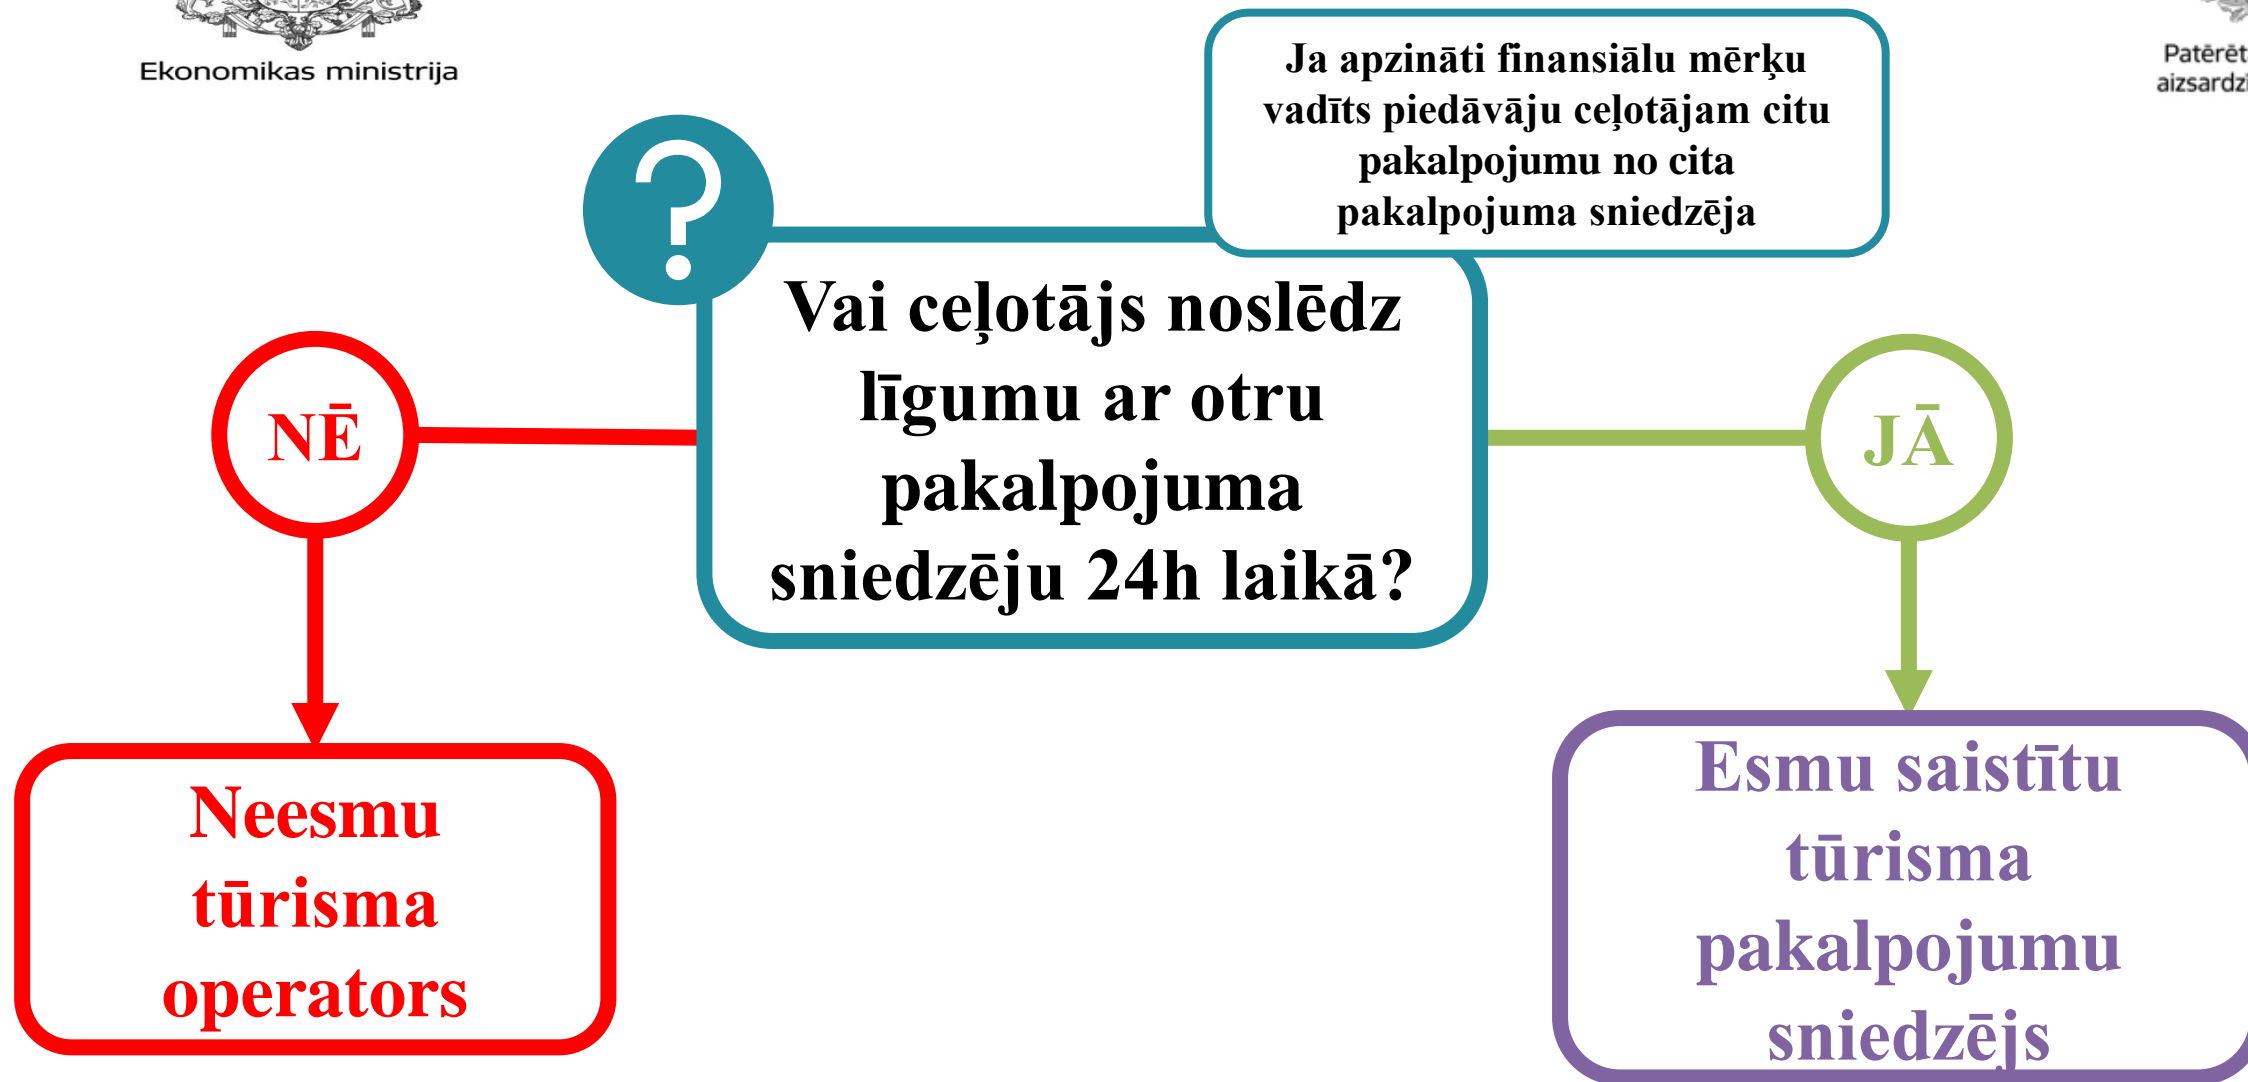 Ekonomikas ministrija
Ja apzināti finansiālu mērķu
vadīts piedāvāju ceļotājam citu
pakalpojumu no cita
pakalpojuma sniedzēja
?
Vai ceļotājs noslēdz
līgumu ar otru
pakalpojuma
sniedzēju 24h laikā?
NĒ
JĀ
Neesmu
tūrisma
operators
Esmu saistītu
tūrisma
pakalpojumu
sniedzējs